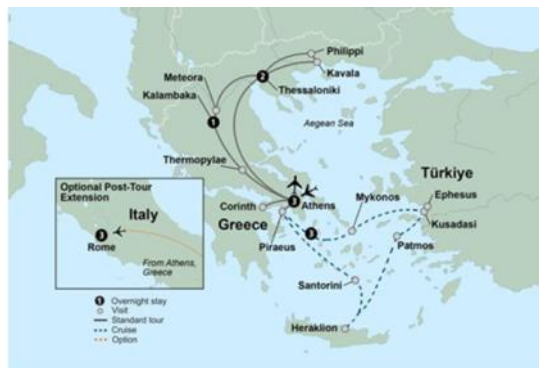 Philippi
Kavala
Meteora
2
Thessaloniki
Kalambaka
1
Aegean Sea
Thermopylae
Türkiye
Optional Post-Tour
Extension
Italy
3
Rome
From Athens,
Greece
Corinth
3
Athens
Greece
Piraeus
3
Mykonos
Ephesus
Kusadasi
Patmos
Santorini
Heraklion
1 Overnight stay
Visit
Standard tour
Cruise
Option